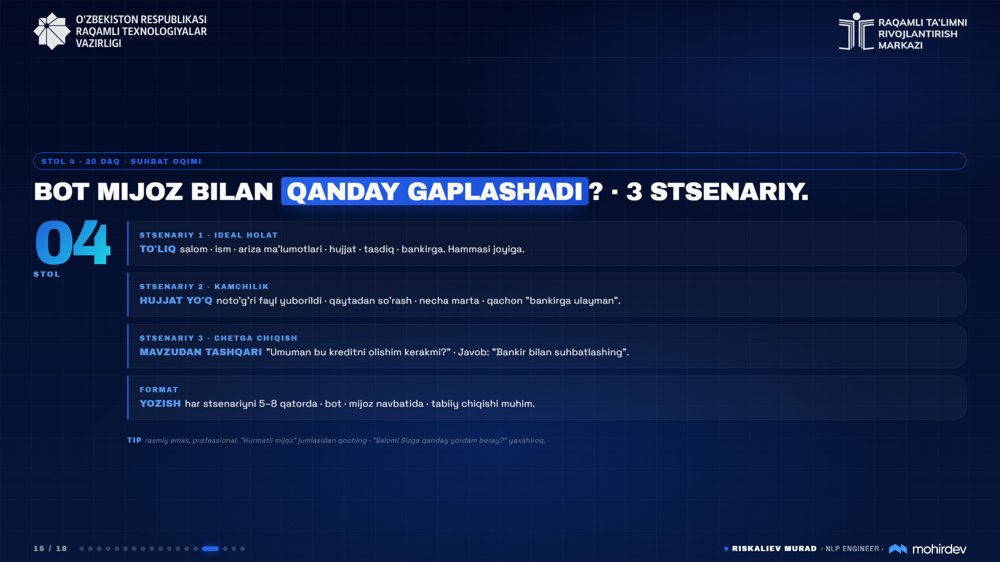 O'ZBEKISTON RESPUBLIKASI
RAQAMLI TEXNOLOGIYALAR
VAZIRLIGI
RAQAMLI TA'LIMNI
RIVOJLANTIRISH
MARKAZI
STOL 4 · 20 DAQ · SUHBAT OQIMI
BOT MIJOZ BILAN QANDAY GAPLASHADI? · 3 STSENARIY.
04
STOL
STSENARIY 1 · IDEAL HOLAT
TO'LIQ salom · ism · ariza ma'lumotlari · hujjat · tasdiq · bankirga. Hammasi joyiga.
STSENARIY 2 · KAMCHILIK
HUJJAT YO'Q noto'g'ri fayl yuborildi · qaytadan so'rash · necha marta · qachon "bankirga ulayman".
STSENARIY 3 · CHETGA CHIQISH
MAVZUDAN TASHQARI "Umuman bu kreditni olishim kerakmi?" · Javob: "Bankir bilan suhbatlashing".
FORMAT
YOZISH har stsenariyni 5–8 qatorda · bot · mijoz navbatida · tabiiy chiqishi muhim.
TIP rasmiy emas, professional. "Hurmatli mijoz" jumlasidan qoching · "Salom! Sizga qanday yordam beray?" yaxshiroq.
15 / 18
RISKALIEV MURAD · NLP ENGINEER ·
mohirdev